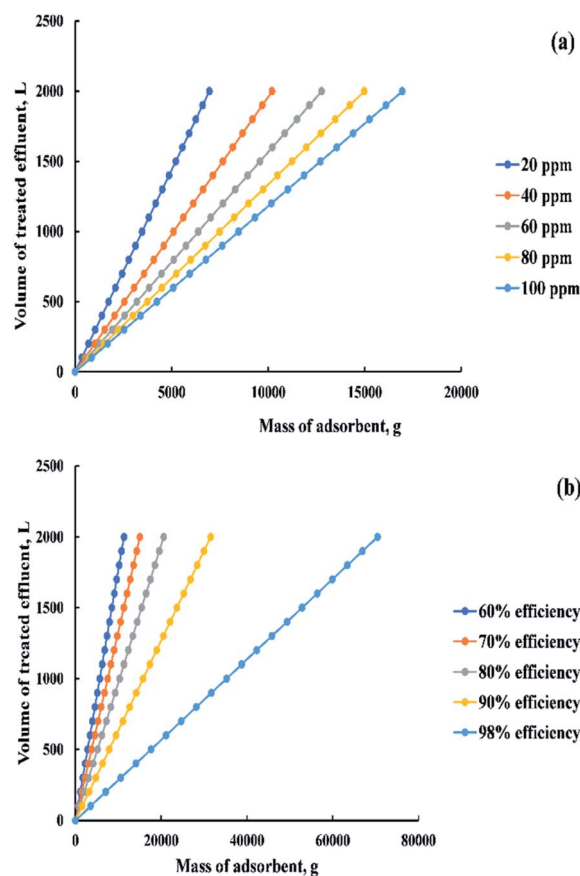 (a)
Volume of treated effluent, L
2500
2000
1500
1000
500
0
0 5000 10000 15000 20000
Mass of adsorbent, g
20 ppm
40 ppm
60 ppm
80 ppm
100 ppm
(b)
Volume of treated effluent, L
2500
2000
1500
1000
500
0
0 20000 40000 60000 80000
Mass of adsorbent, g
60% efficiency
70% efficiency
80% efficiency
90% efficiency
98% efficiency